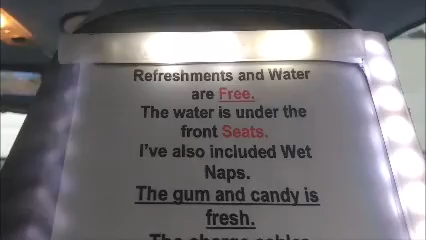 Refreshments and Water
are Free.
The water is under the
front Seats.
I've also included Wet
Naps.
The gum and candy is
fresh.
The charge cables